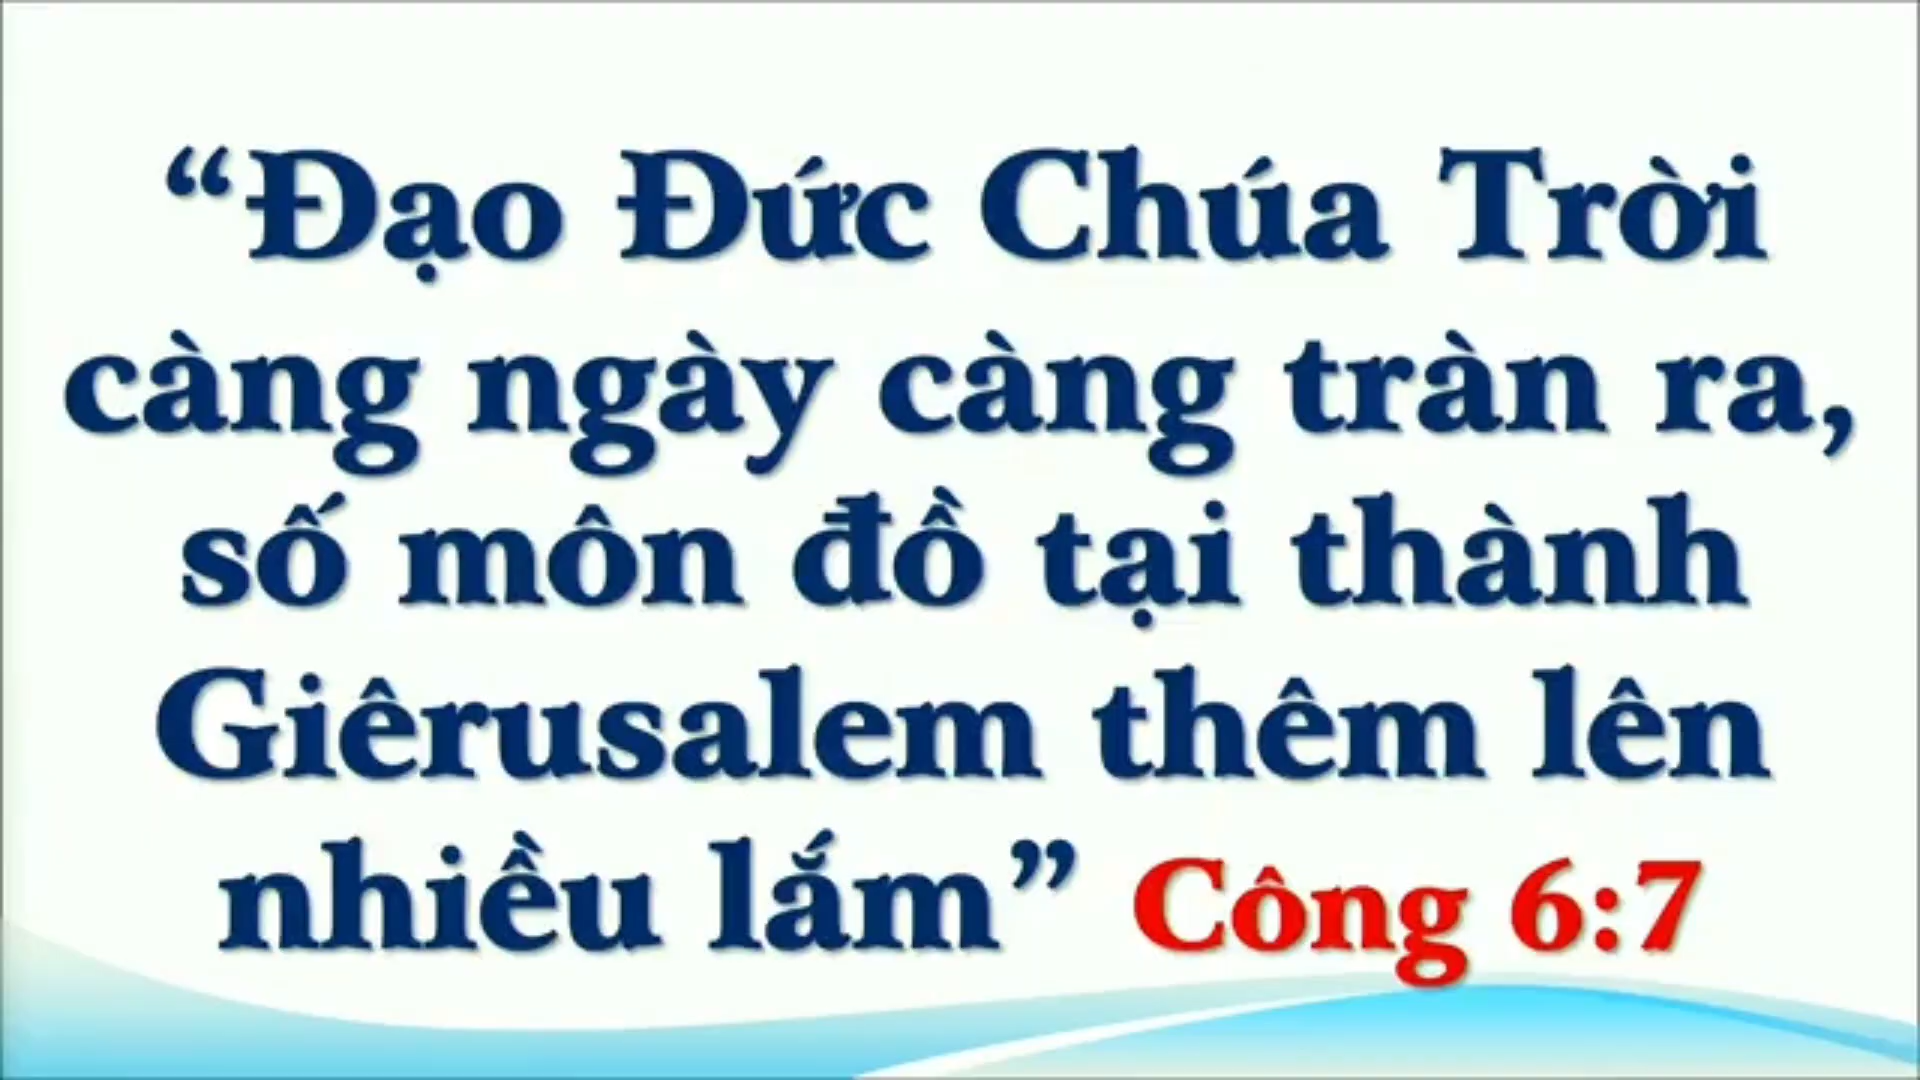 “Đạo Đức Chúa Trời
càng ngày càng tràn ra,
số môn đồ tại thành
Giêrusalem thêm lên
nhiều lắm” Công 6:7